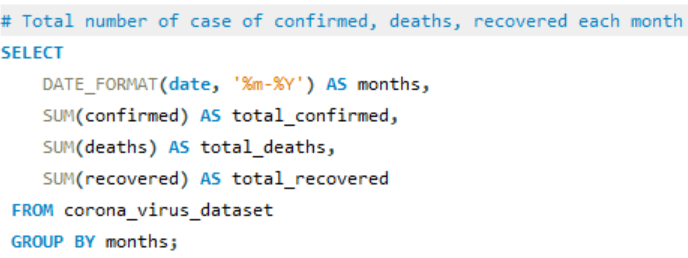 # Total number of case of confirmed, deaths, recovered each month
SELECT
    DATE_FORMAT(date, '%m-%Y') AS months,
    SUM(confirmed) AS total_confirmed,
    SUM(deaths) AS total_deaths,
    SUM(recovered) AS total_recovered
 FROM corona_virus_dataset
 GROUP BY months;